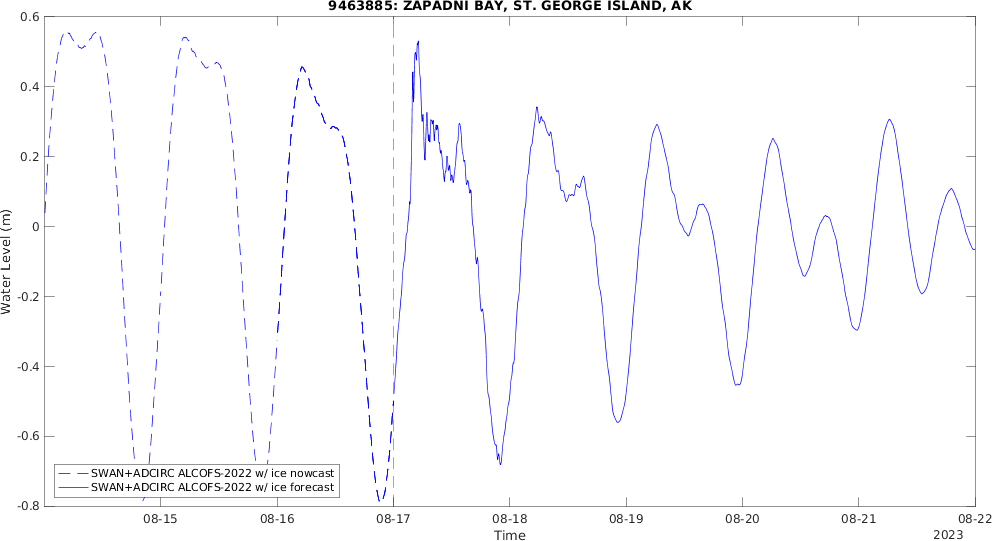 9463885: ZAPADNI BAY, ST. GEORGE ISLAND, AK
0.6
0.4
0.2
0
-0.2
-0.4
-0.6
-0.8
Water Level (m)
SWAN+ADCIRC ALCOFS-2022 w/ ice nowcast
SWAN+ADCIRC ALCOFS-2022 w/ ice forecast
08-15 08-16 08-17 08-18 08-19 08-20 08-21 08-22
Time
2023